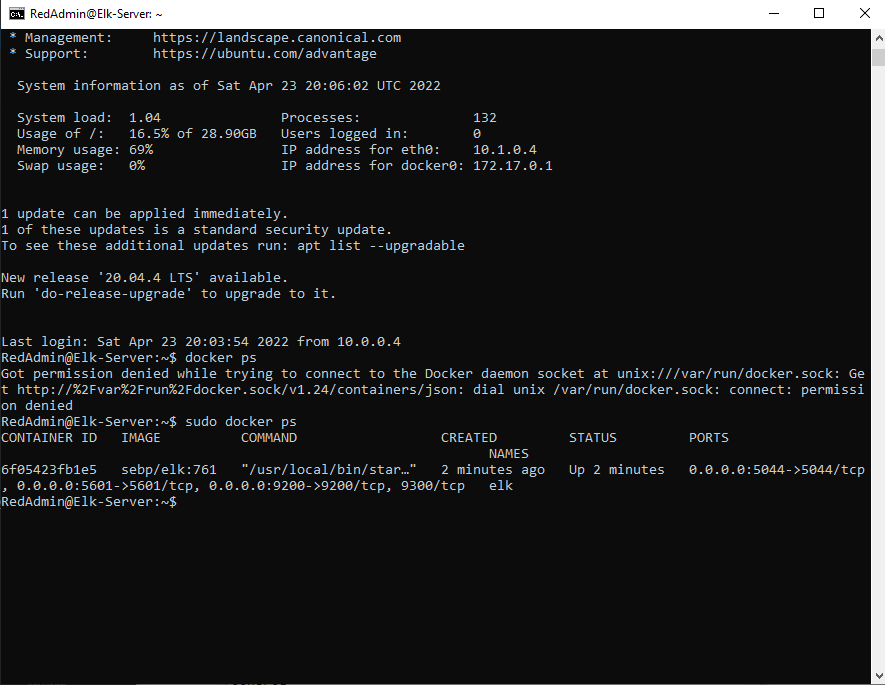 RedAdmin@Elk-Server: ~
* Management:     https://landscape.canonical.com
* Support:        https://ubuntu.com/advantage
System information as of Sat Apr 23 20:06:02 UTC 2022
System load:  1.04               Processes:              132
Usage of /:   16.5% of 28.90GB   Users logged in:        0
Memory usage: 69%                IP address for eth0:    10.1.0.4
Swap usage:   0%                 IP address for docker0: 172.17.0.1
1 update can be applied immediately.
1 of these updates is a standard security update.
To see these additional updates run: apt list --upgradable
New release '20.04.4 LTS' available.
Run 'do-release-upgrade' to upgrade to it.
Last login: Sat Apr 23 20:03:54 2022 from 10.0.0.4
RedAdmin@Elk-Server:~$ docker ps
Got permission denied while trying to connect to the Docker daemon socket at unix:///var/run/docker.sock: Ge
t http://%2Fvar%2Frun%2Fdocker.sock/v1.24/containers/json: dial unix /var/run/docker.sock: connect: permissi
on denied
RedAdmin@Elk-Server:~$ sudo docker ps
CONTAINER ID   IMAGE          COMMAND                  CREATED         STATUS         PORTS
NAMES
6f05423fb1e5   sebp/elk:761   "/usr/local/bin/star…"   2 minutes ago   Up 2 minutes   0.0.0.0:5044->5044/tcp
, 0.0.0.0:5601->5601/tcp, 0.0.0.0:9200->9200/tcp, 9300/tcp   elk
RedAdmin@Elk-Server:~$